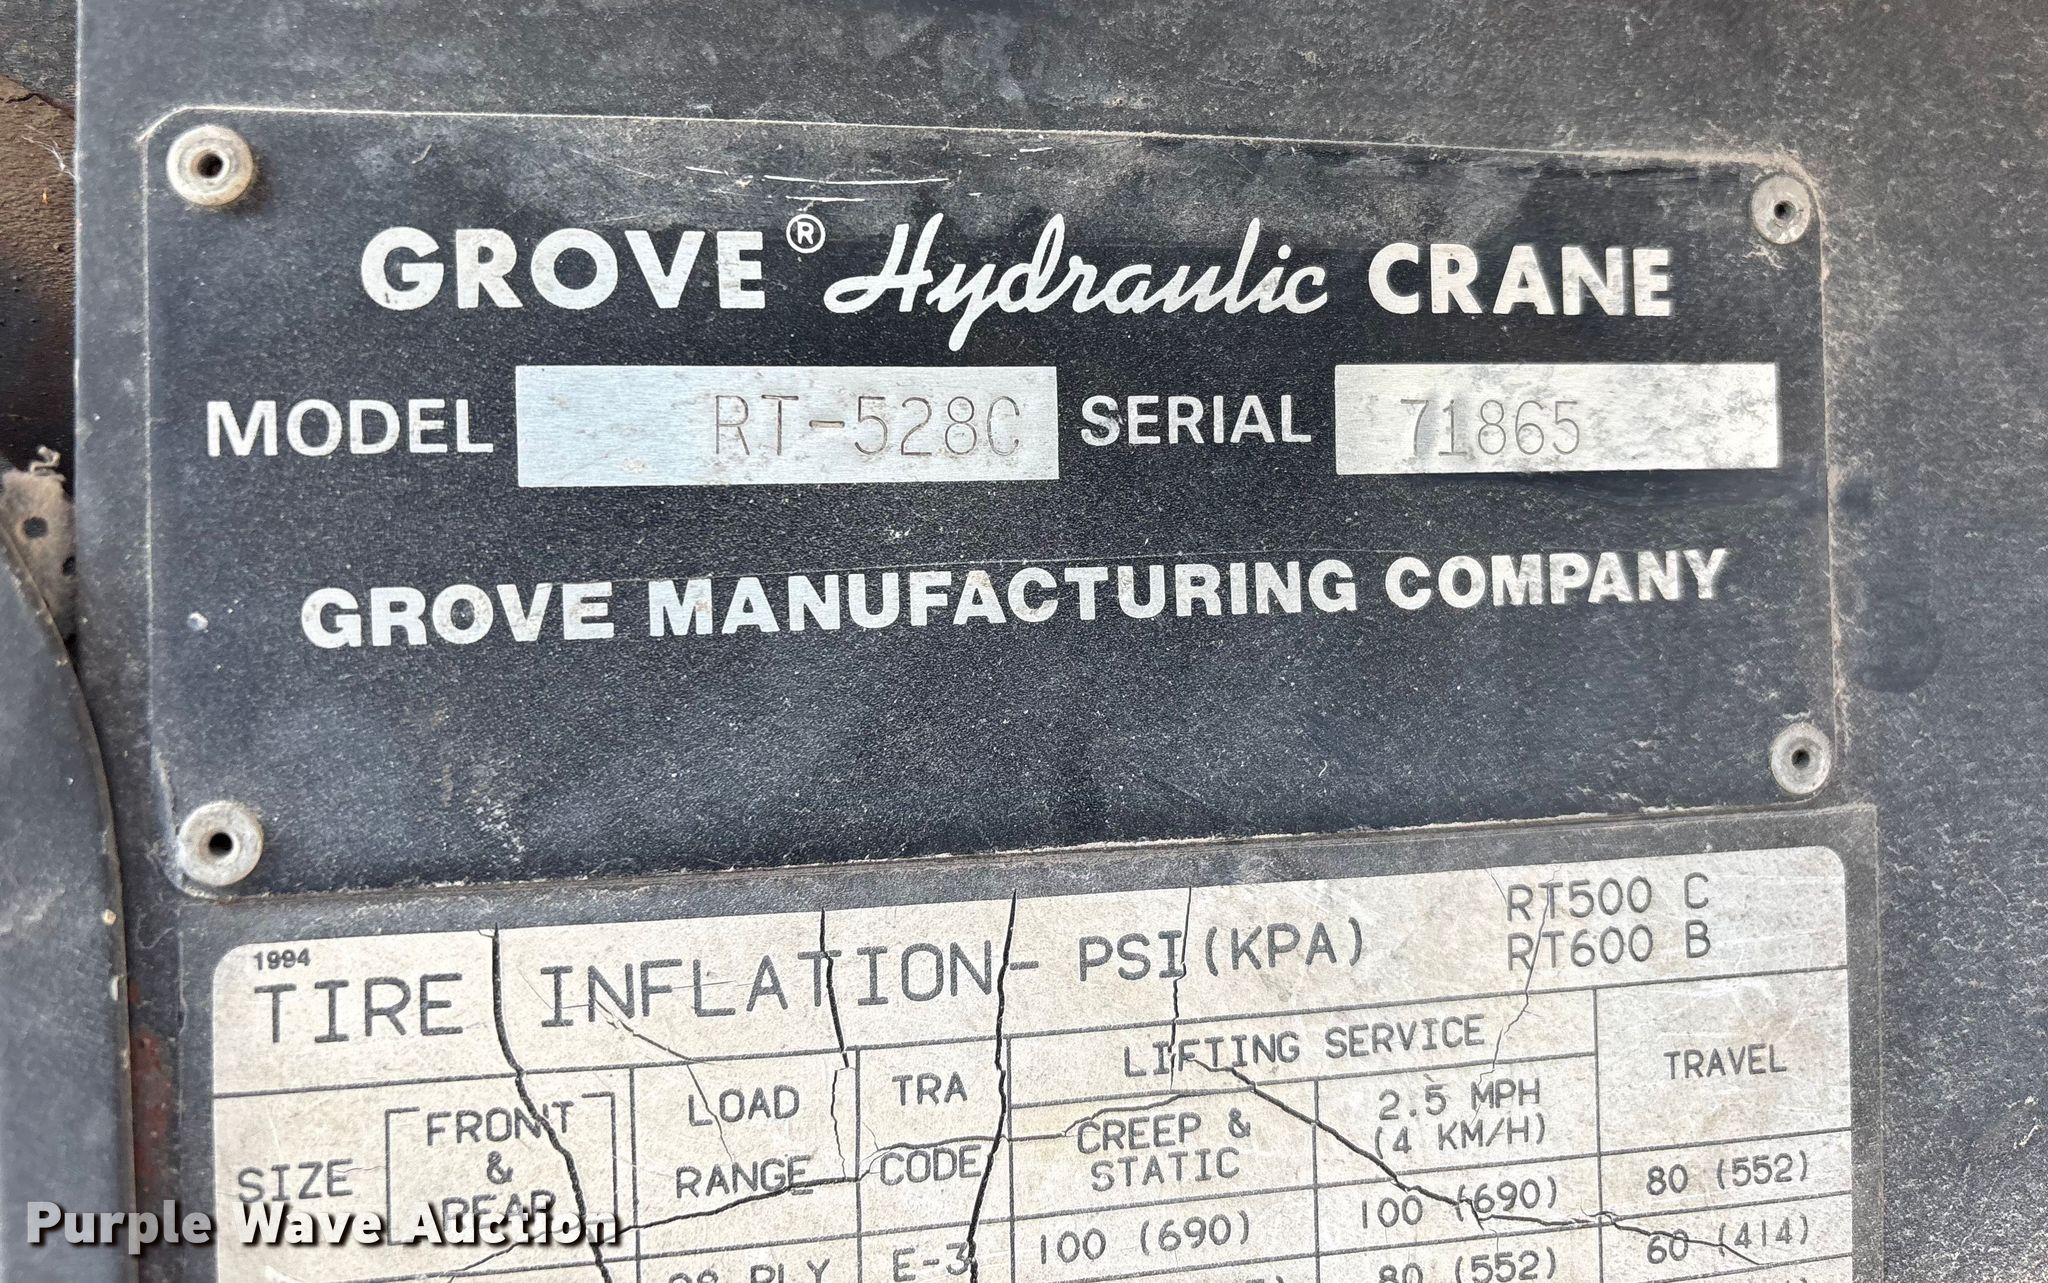 GROVE® Hydraulic CRANE
MODEL RT-528C SERIAL 71865
GROVE MANUFACTURING COMPANY
1994
TIRE INFLATION - PSI (KPA)
RT500 C
RT600 B
SIZE
FRONT
&
REAR
LOAD
RANGE
TRA
CODE
LIFTING SERVICE
CREEP &
STATIC
2.5 MPH
(4 KM/H)
TRAVEL
E-3 100 (690) 100 (690) 80 (552)
PLY 80 (552) 60 (414)
Purple Wave Auction